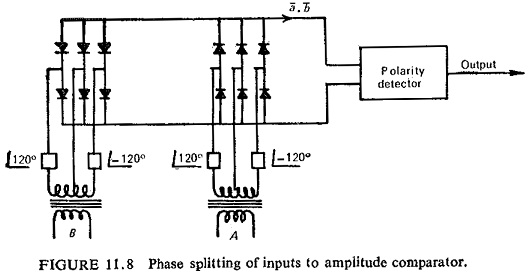 ā.b̄
Polarity
detector
Output
120° -120° 120° -120°
B A
FIGURE 11.8 Phase splitting of inputs to amplitude comparator.